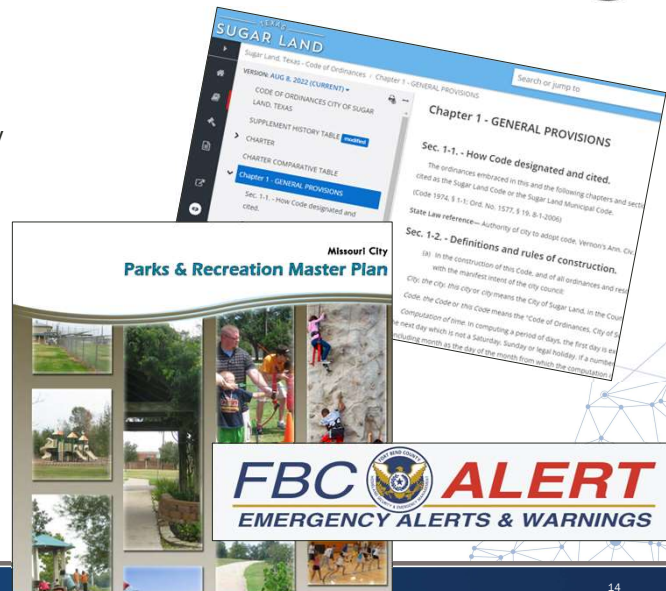 TEXAS
SUGAR LAND
Search or jump to
Sugar Land, Texas - Code of Ordinances / Chapter 1 - GENERAL PROVISIONS
VERSION: AUG 8, 2022 (CURRENT)
CODE OF ORDINANCES CITY OF SUGAR
LAND, TEXAS
SUPPLEMENT HISTORY TABLE modified
CHARTER
CHARTER COMPARATIVE TABLE
Chapter 1 - GENERAL PROVISIONS
Sec. 1-1. - How Code designated and
cited.
Chapter 1 - GENERAL PROVISIONS
Sec. 1-1. - How Code designated and cited.
The ordinances embraced in this and the following chapters and secti
cited as the Sugar Land Code or the Sugar Land Municipal Code.
(Code 1974, § 1-1; Ord. No. 1577, § 19, 8-1-2006)
State Law reference— Authority of city to adopt code, Vernon's Ann. Civ.
Sec. 1-2. - Definitions and rules of construction.
(a) In the construction of this Code, and of all ordinances and reso
with the manifest intent of the city council:
City, the city, this city or city means the City of Sugar Land, in the Coun
Code, the Code or this Code means the "Code of Ordinances, City of S
Computation of time. In computing a period of days, the first day is ex
he next day which is not a Saturday, Sunday or legal holiday. If a number
ncluding month as the day of the month from which the computation
Missouri City
Parks & Recreation Master Plan
FBC ALERT
FORT BEND COUNTY
EMERGENCY ALERTS & WARNINGS
14